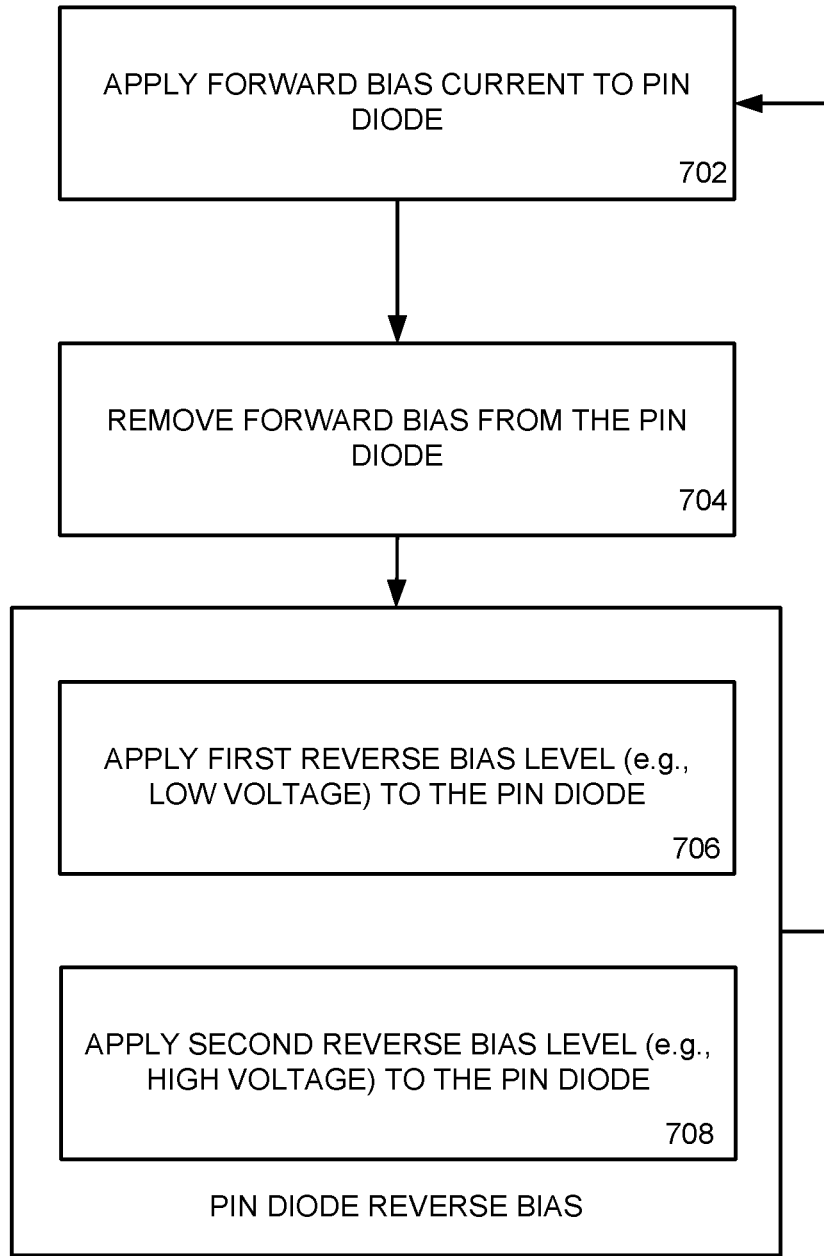 APPLY FORWARD BIAS CURRENT TO PIN
DIODE
702
REMOVE FORWARD BIAS FROM THE PIN
DIODE
704
APPLY FIRST REVERSE BIAS LEVEL (e.g.,
LOW VOLTAGE) TO THE PIN DIODE
706
APPLY SECOND REVERSE BIAS LEVEL (e.g.,
HIGH VOLTAGE) TO THE PIN DIODE
708
PIN DIODE REVERSE BIAS